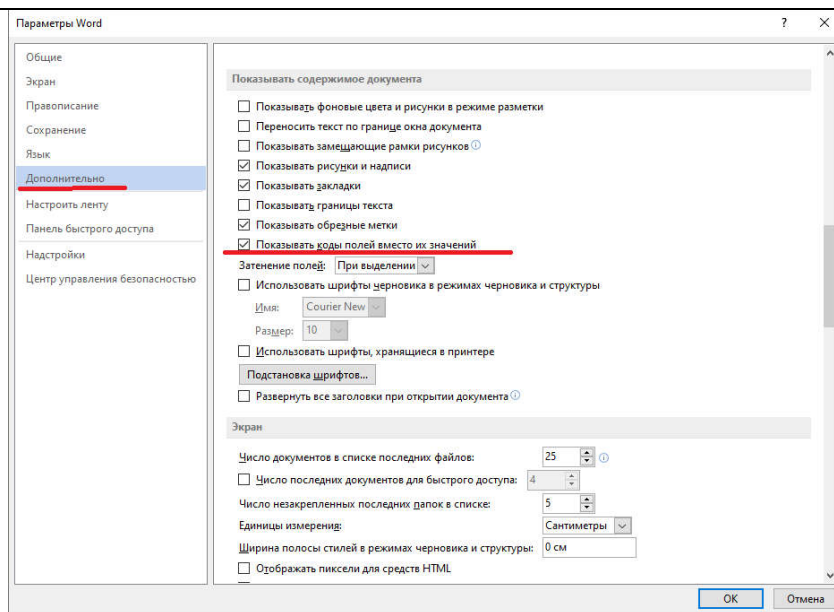 Параметры Word
? ×
Общие
Экран
Правописание
Сохранение
Язык
Дополнительно
Настроить ленту
Панель быстрого доступа
Надстройки
Центр управления безопасностью
Показывать содержимое документа
Показывать фоновые цвета и рисунки в режиме разметки
Переносить текст по границе окна документа
Показывать замещающие рамки рисунков
Показывать рисунки и надписи
Показывать закладки
Показывать границы текста
Показывать обрезные метки
Показывать коды полей вместо их значений
Затенение полей: При выделении
Использовать шрифты черновика в режимах черновика и структуры
Имя: Courier New
Размер: 10
Использовать шрифты, хранящиеся в принтере
Подстановка шрифтов...
Развернуть все заголовки при открытии документа
Экран
Число документов в списке последних файлов: 25
Число последних документов для быстрого доступа: 4
Число незакрепленных последних папок в списке: 5
Единицы измерения: Сантиметры
Ширина полосы стилей в режимах черновика и структуры: 0 см
Отображать пиксели для средств HTML
ОК Отмена